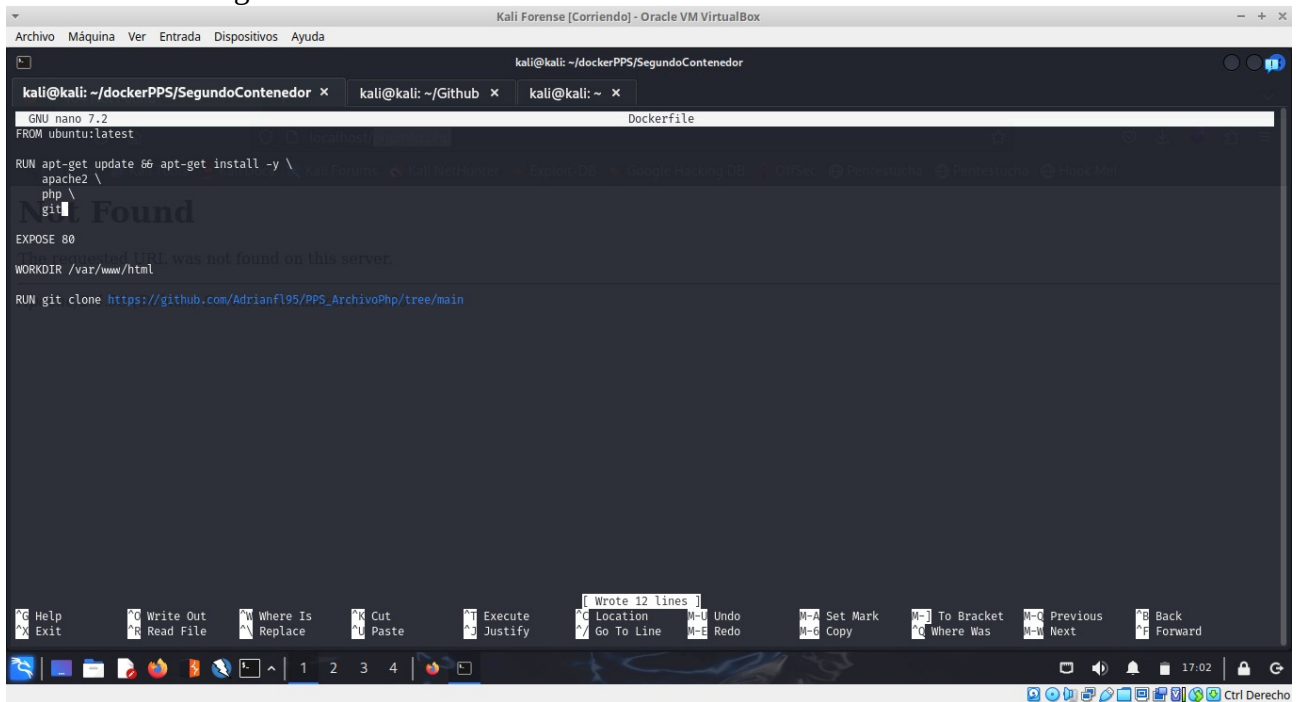 Kali Forense [Corriendo] - Oracle VM VirtualBox
Archivo Máquina Ver Entrada Dispositivos Ayuda
kali@kali: ~/dockerPPS/SegundoContenedor
kali@kali: ~/dockerPPS/SegundoContenedor × kali@kali: ~/Github × kali@kali: ~ ×
GNU nano 7.2 Dockerfile
FROM ubuntu:latest
RUN apt-get update && apt-get install -y \
apache2 \
php \
git
Not Found
EXPOSE 80
The requested URL was not found on this server.
WORKDIR /var/www/html
RUN git clone https://github.com/Adrianfl95/PPS_ArchivoPhp/tree/main
[ Wrote 12 lines ]
^G Help ^O Write Out ^W Where Is ^K Cut ^T Execute ^C Location M-U Undo M-A Set Mark M-] To Bracket M-Q Previous ^B Back
^X Exit ^R Read File ^\ Replace ^U Paste ^J Justify ^/ Go To Line M-E Redo M-6 Copy ^Q Where Was M-W Next ^F Forward
1 2 3 4 17:02
Ctrl Derecho